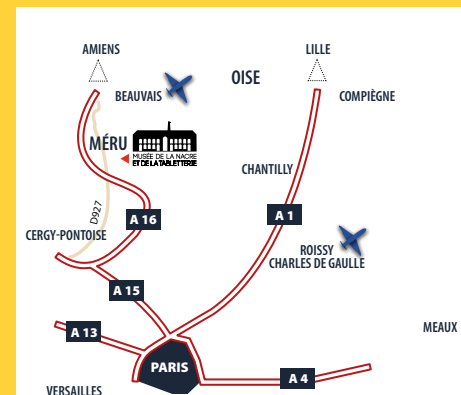 AMIENS
LILLE
OISE
BEAUVAIS
COMPIÈGNE
MÉRU
MUSÉE DE LA NACRE
ET DE LA TABLETTERIE
CHANTILLY
D927
A 16
A 1
CERGY-PONTOISE
ROISSY
CHARLES DE GAULLE
A 15
A 13
MEAUX
PARIS
A 4
VERSAILLES